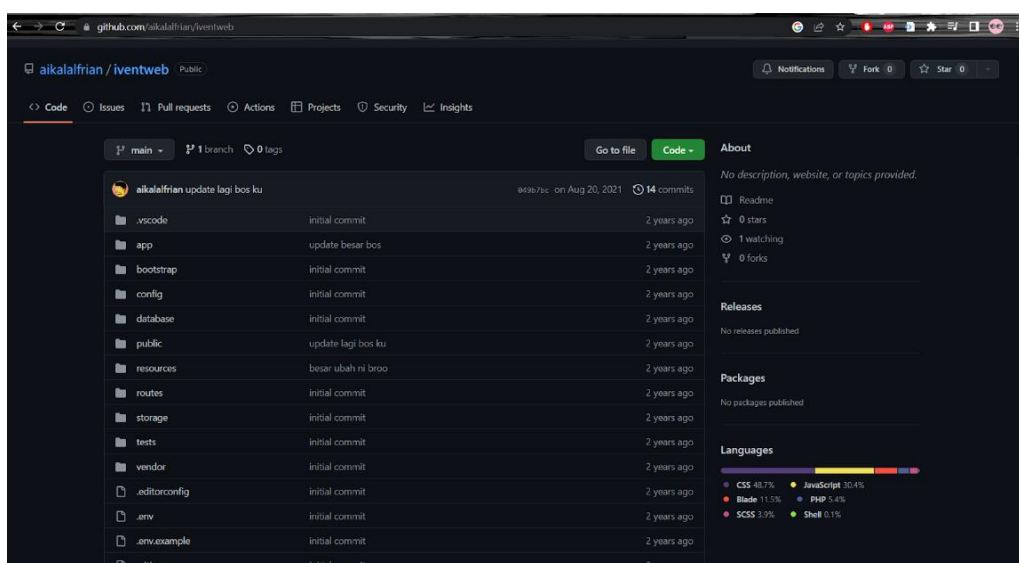 github.com/aikalalfrian/iventweb
aikalalfrian / iventweb Public
Notifications Fork 0 Star 0
Code Issues Pull requests Actions Projects Security Insights
main 1 branch 0 tags Go to file Code
aikalalfrian update lagi bos ku 049b7bc on Aug 20, 2021 14 commits
.vscode initial commit 2 years ago
app update besar bos 2 years ago
bootstrap initial commit 2 years ago
config initial commit 2 years ago
database initial commit 2 years ago
public update lagi bos ku 2 years ago
resources besar ubah ni broo 2 years ago
routes initial commit 2 years ago
storage initial commit 2 years ago
tests initial commit 2 years ago
vendor initial commit 2 years ago
.editorconfig initial commit 2 years ago
.env initial commit 2 years ago
.env.example initial commit 2 years ago
About
No description, website, or topics provided.
Readme
0 stars
1 watching
0 forks
Releases
No releases published
Packages
No packages published
Languages
CSS 48.7% JavaScript 30.4%
Blade 11.5% PHP 5.4%
SCSS 3.9% Shell 0.1%